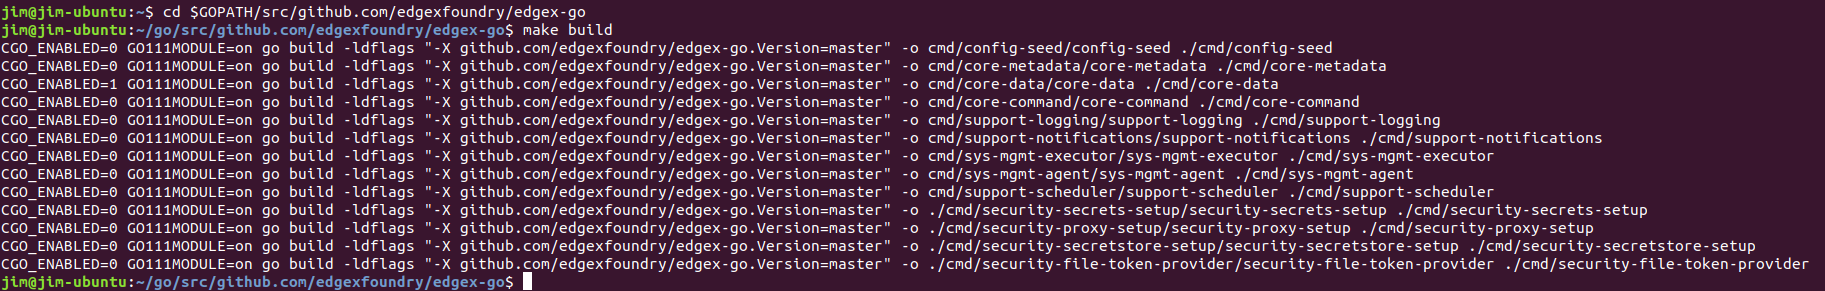 jim@jim-ubuntu:~$ cd $GOPATH/src/github.com/edgexfoundry/edgex-go
jim@jim-ubuntu:~/go/src/github.com/edgexfoundry/edgex-go$ make build
CGO_ENABLED=0 GO111MODULE=on go build -ldflags "-X github.com/edgexfoundry/edgex-go.Version=master" -o cmd/config-seed/config-seed ./cmd/config-seed
CGO_ENABLED=0 GO111MODULE=on go build -ldflags "-X github.com/edgexfoundry/edgex-go.Version=master" -o cmd/core-metadata/core-metadata ./cmd/core-metadata
CGO_ENABLED=1 GO111MODULE=on go build -ldflags "-X github.com/edgexfoundry/edgex-go.Version=master" -o cmd/core-data/core-data ./cmd/core-data
CGO_ENABLED=0 GO111MODULE=on go build -ldflags "-X github.com/edgexfoundry/edgex-go.Version=master" -o cmd/core-command/core-command ./cmd/core-command
CGO_ENABLED=0 GO111MODULE=on go build -ldflags "-X github.com/edgexfoundry/edgex-go.Version=master" -o cmd/support-logging/support-logging ./cmd/support-logging
CGO_ENABLED=0 GO111MODULE=on go build -ldflags "-X github.com/edgexfoundry/edgex-go.Version=master" -o cmd/support-notifications/support-notifications ./cmd/support-notifications
CGO_ENABLED=0 GO111MODULE=on go build -ldflags "-X github.com/edgexfoundry/edgex-go.Version=master" -o cmd/sys-mgmt-executor/sys-mgmt-executor ./cmd/sys-mgmt-executor
CGO_ENABLED=0 GO111MODULE=on go build -ldflags "-X github.com/edgexfoundry/edgex-go.Version=master" -o cmd/sys-mgmt-agent/sys-mgmt-agent ./cmd/sys-mgmt-agent
CGO_ENABLED=0 GO111MODULE=on go build -ldflags "-X github.com/edgexfoundry/edgex-go.Version=master" -o cmd/support-scheduler/support-scheduler ./cmd/support-scheduler
CGO_ENABLED=0 GO111MODULE=on go build -ldflags "-X github.com/edgexfoundry/edgex-go.Version=master" -o ./cmd/security-secrets-setup/security-secrets-setup ./cmd/security-secrets-setup
CGO_ENABLED=0 GO111MODULE=on go build -ldflags "-X github.com/edgexfoundry/edgex-go.Version=master" -o ./cmd/security-proxy-setup/security-proxy-setup ./cmd/security-proxy-setup
CGO_ENABLED=0 GO111MODULE=on go build -ldflags "-X github.com/edgexfoundry/edgex-go.Version=master" -o ./cmd/security-secretstore-setup/security-secretstore-setup ./cmd/security-secretstore-setup
CGO_ENABLED=0 GO111MODULE=on go build -ldflags "-X github.com/edgexfoundry/edgex-go.Version=master" -o ./cmd/security-file-token-provider/security-file-token-provider ./cmd/security-file-token-provider
jim@jim-ubuntu:~/go/src/github.com/edgexfoundry/edgex-go$